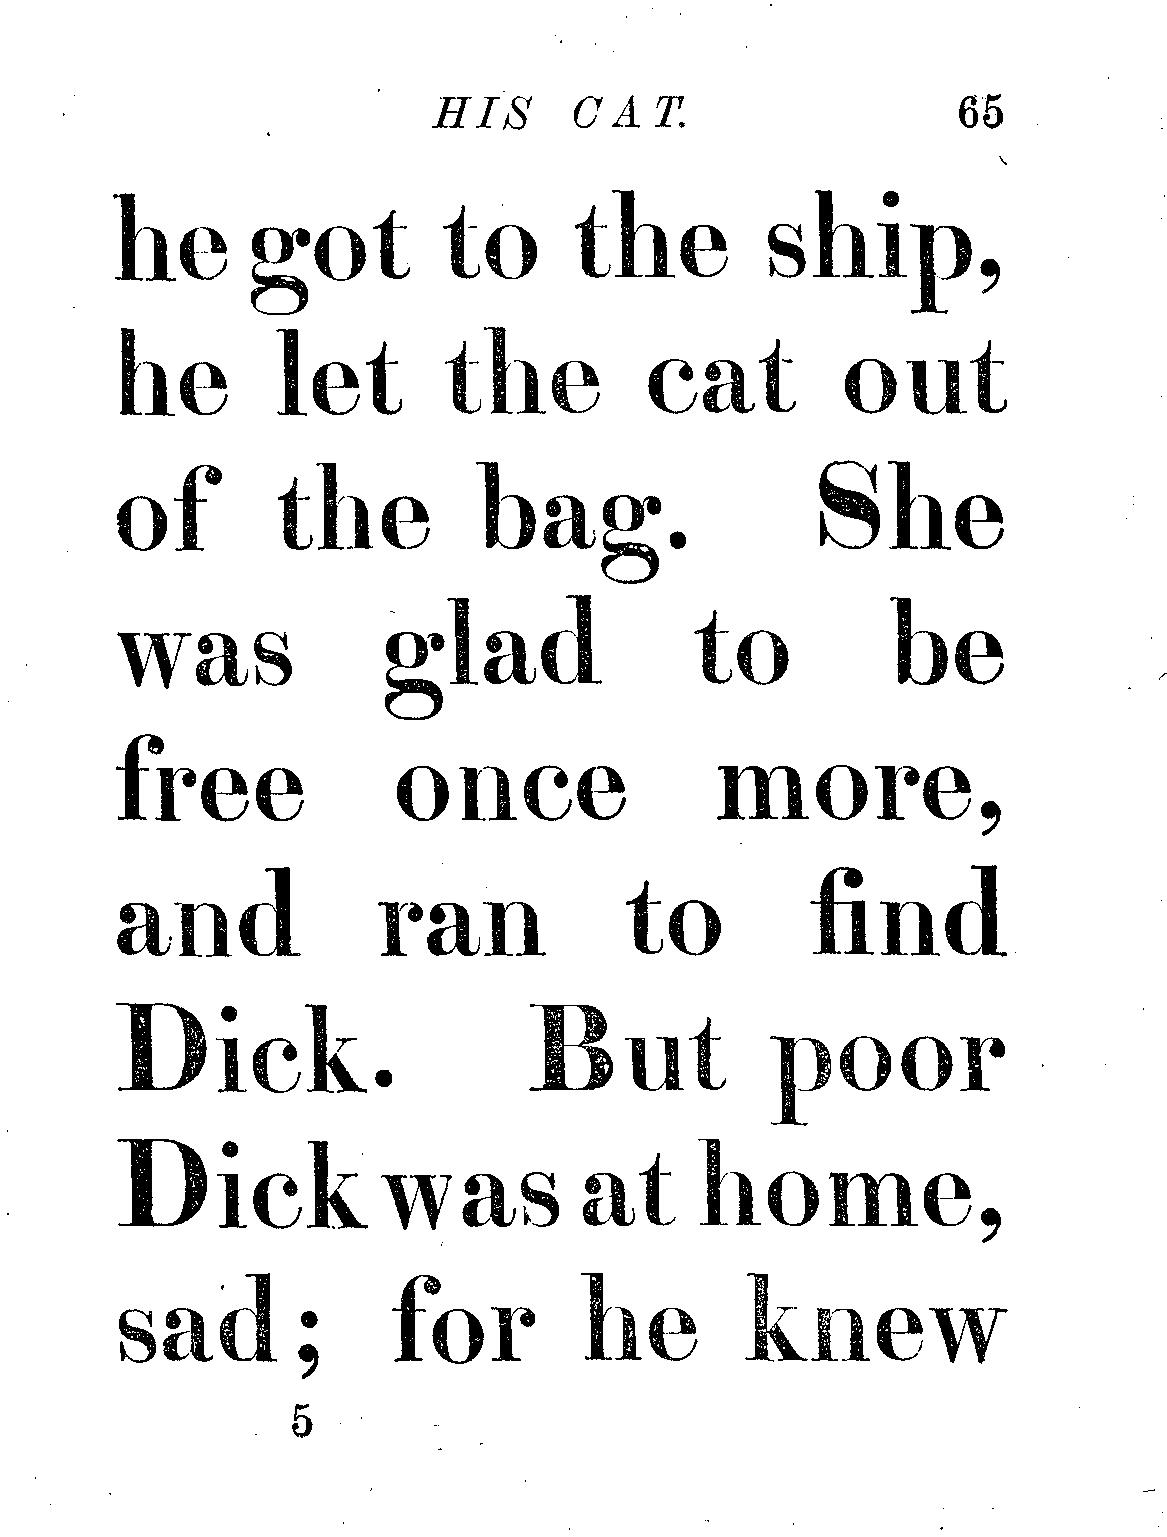 HIS CAT. 65
he got to the ship,
he let the cat out
of the bag. She
was glad to be
free once more,
and ran to find
Dick. But poor
Dick was at home,
sad; for he knew
5